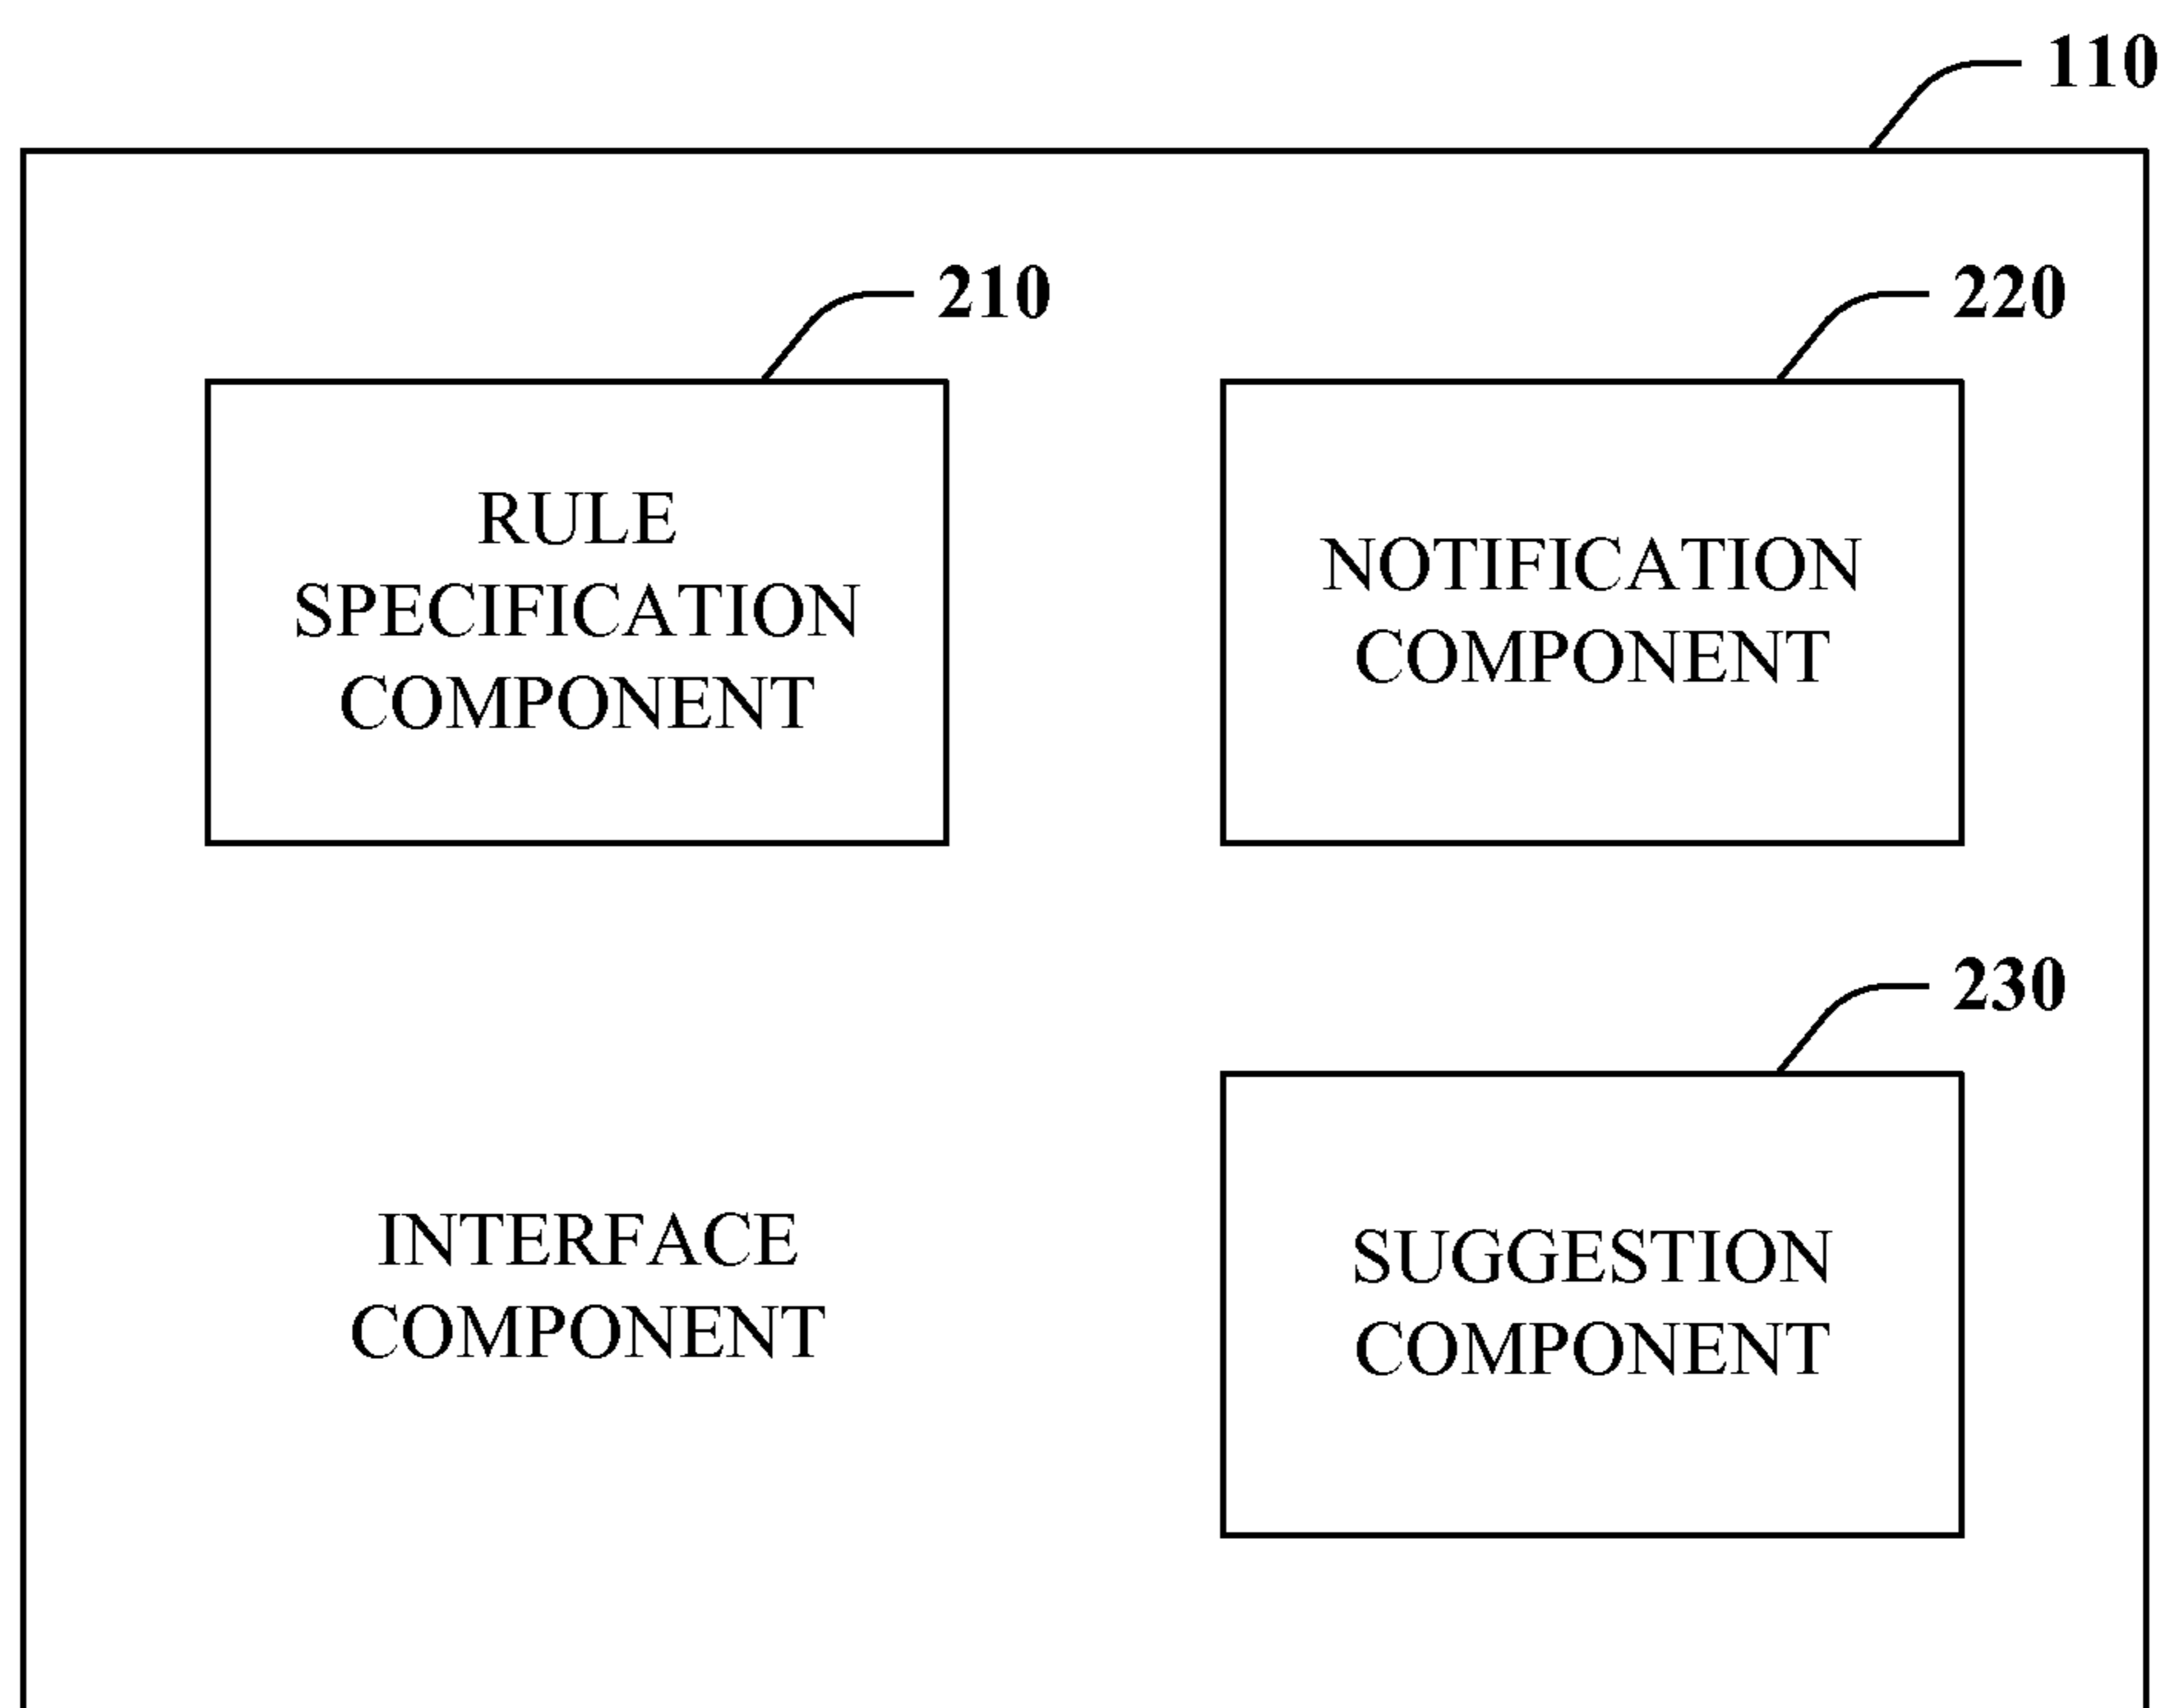 110
210
220
RULE
SPECIFICATION
COMPONENT
NOTIFICATION
COMPONENT
230
INTERFACE
COMPONENT
SUGGESTION
COMPONENT